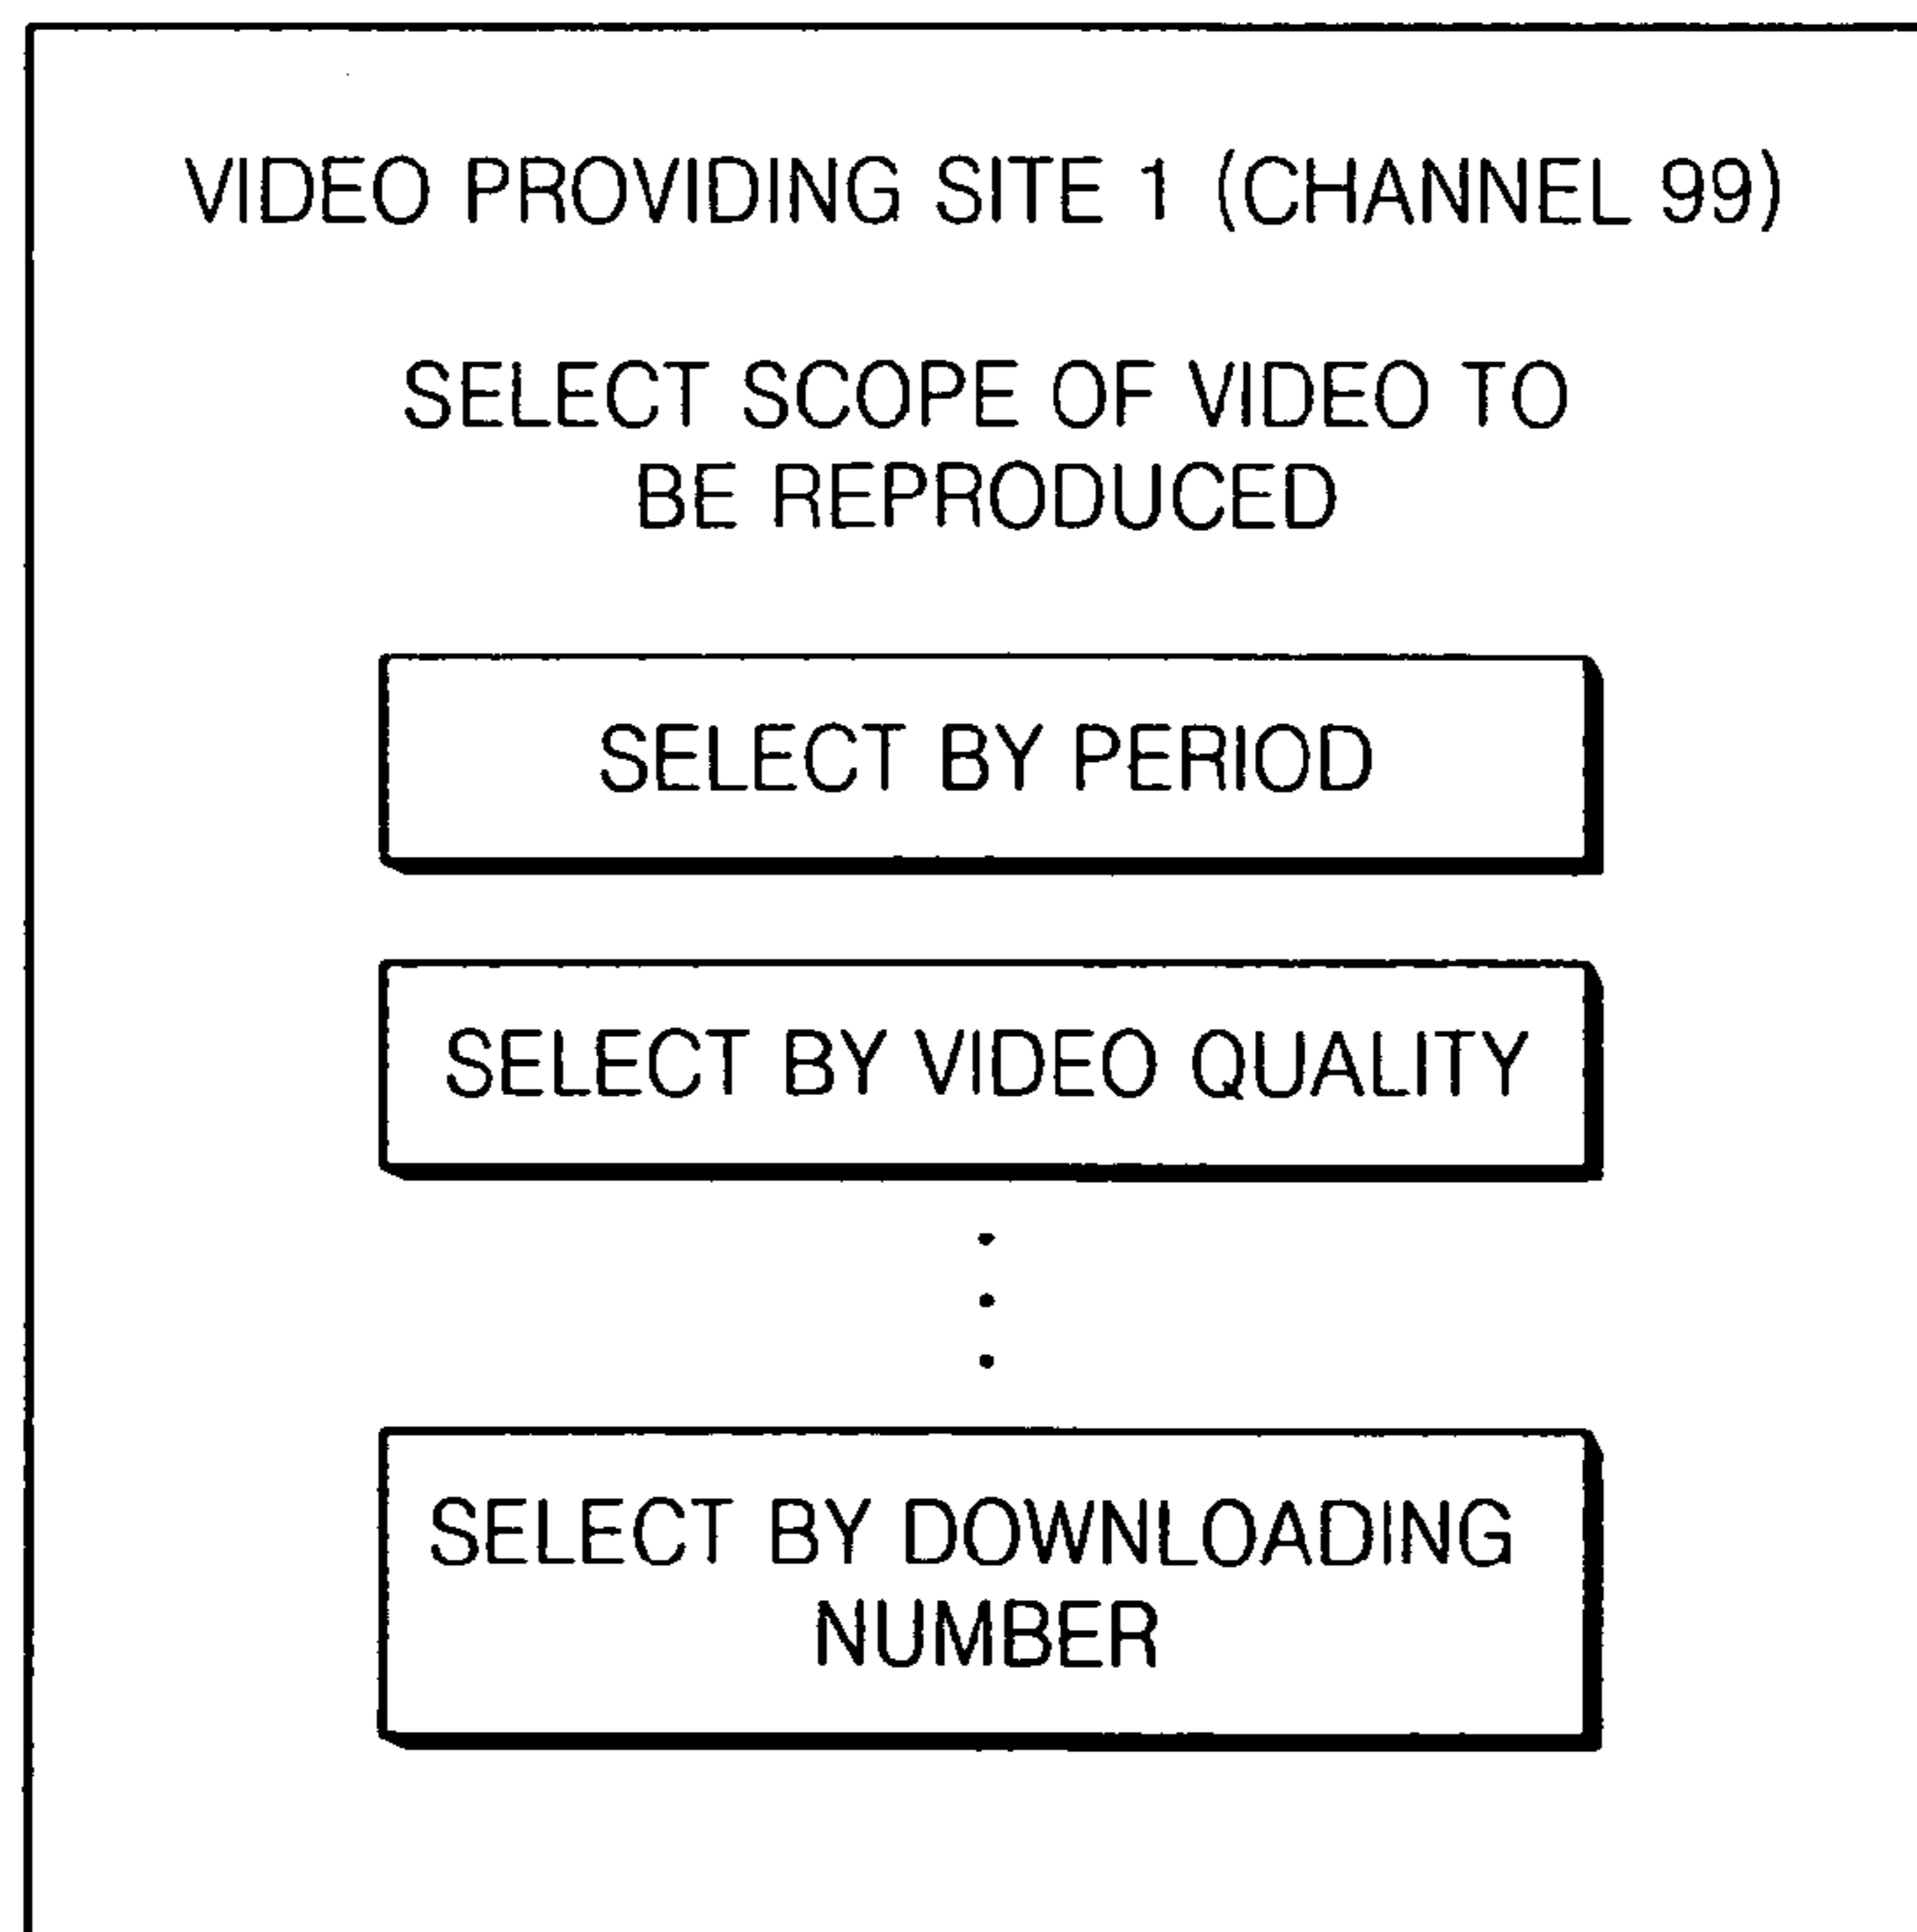 VIDEO PROVIDING SITE 1 (CHANNEL 99)
SELECT SCOPE OF VIDEO TO
BE REPRODUCED
SELECT BY PERIOD
SELECT BY VIDEO QUALITY
SELECT BY DOWNLOADING
NUMBER